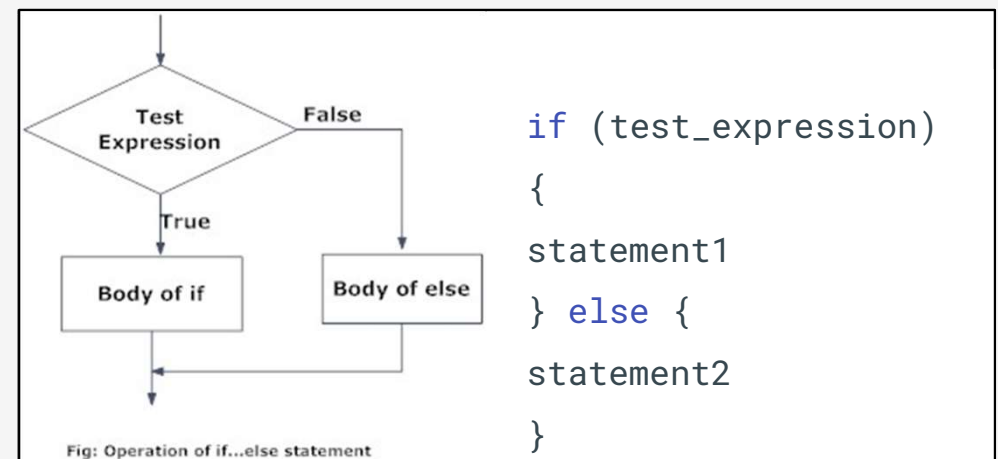 Test
Expression
False
True
Body of if
Body of else
Fig: Operation of if...else statement
if (test_expression)
{
statement1
} else {
statement2
}